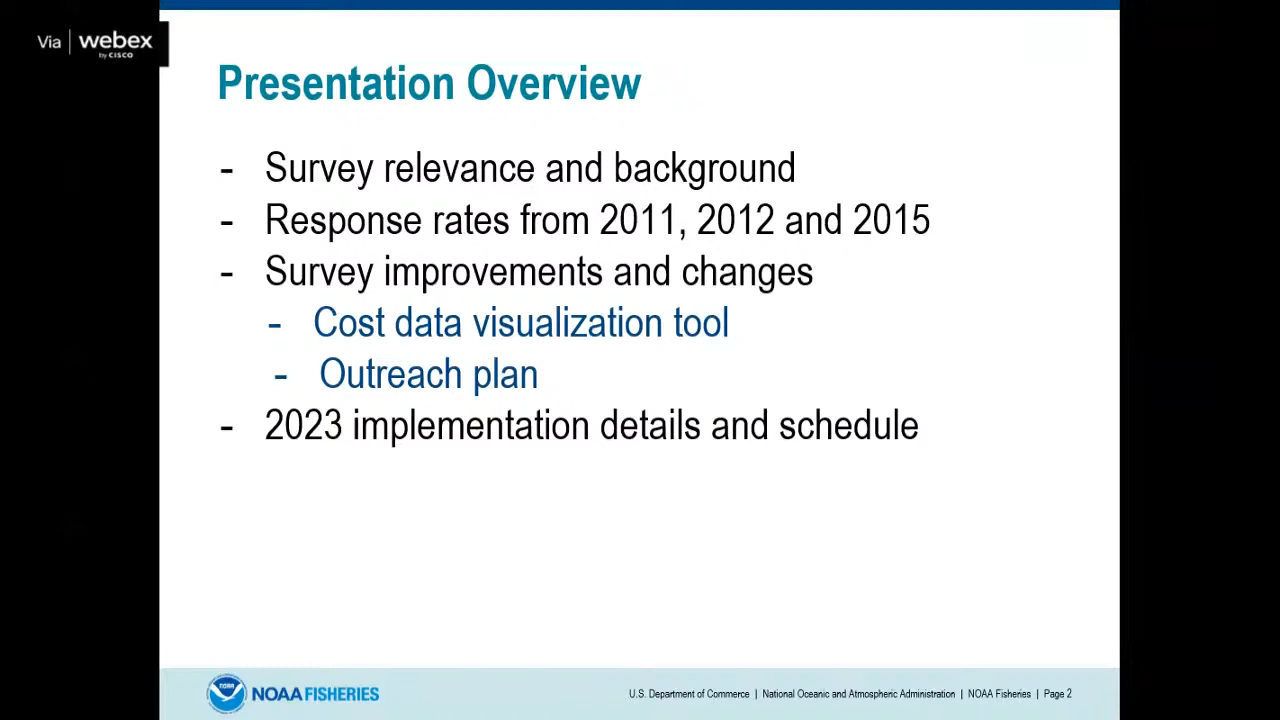 Via | webex
by CISCO
Presentation Overview
- Survey relevance and background
- Response rates from 2011, 2012 and 2015
- Survey improvements and changes
- Cost data visualization tool
- Outreach plan
- 2023 implementation details and schedule
NOAA
NOAA FISHERIES
U.S. Department of Commerce | National Oceanic and Atmospheric Administration | NOAA Fisheries | Page 2